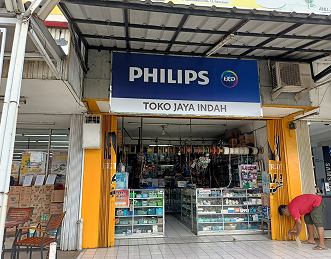 PHILIPS LED
TOKO JAYA INDAH